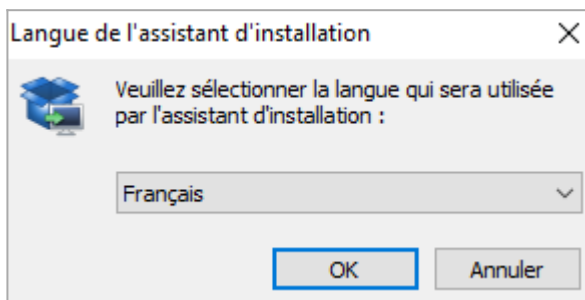 Langue de l'assistant d'installation
Veuillez sélectionner la langue qui sera utilisée
par l'assistant d'installation :
Français
OK
Annuler